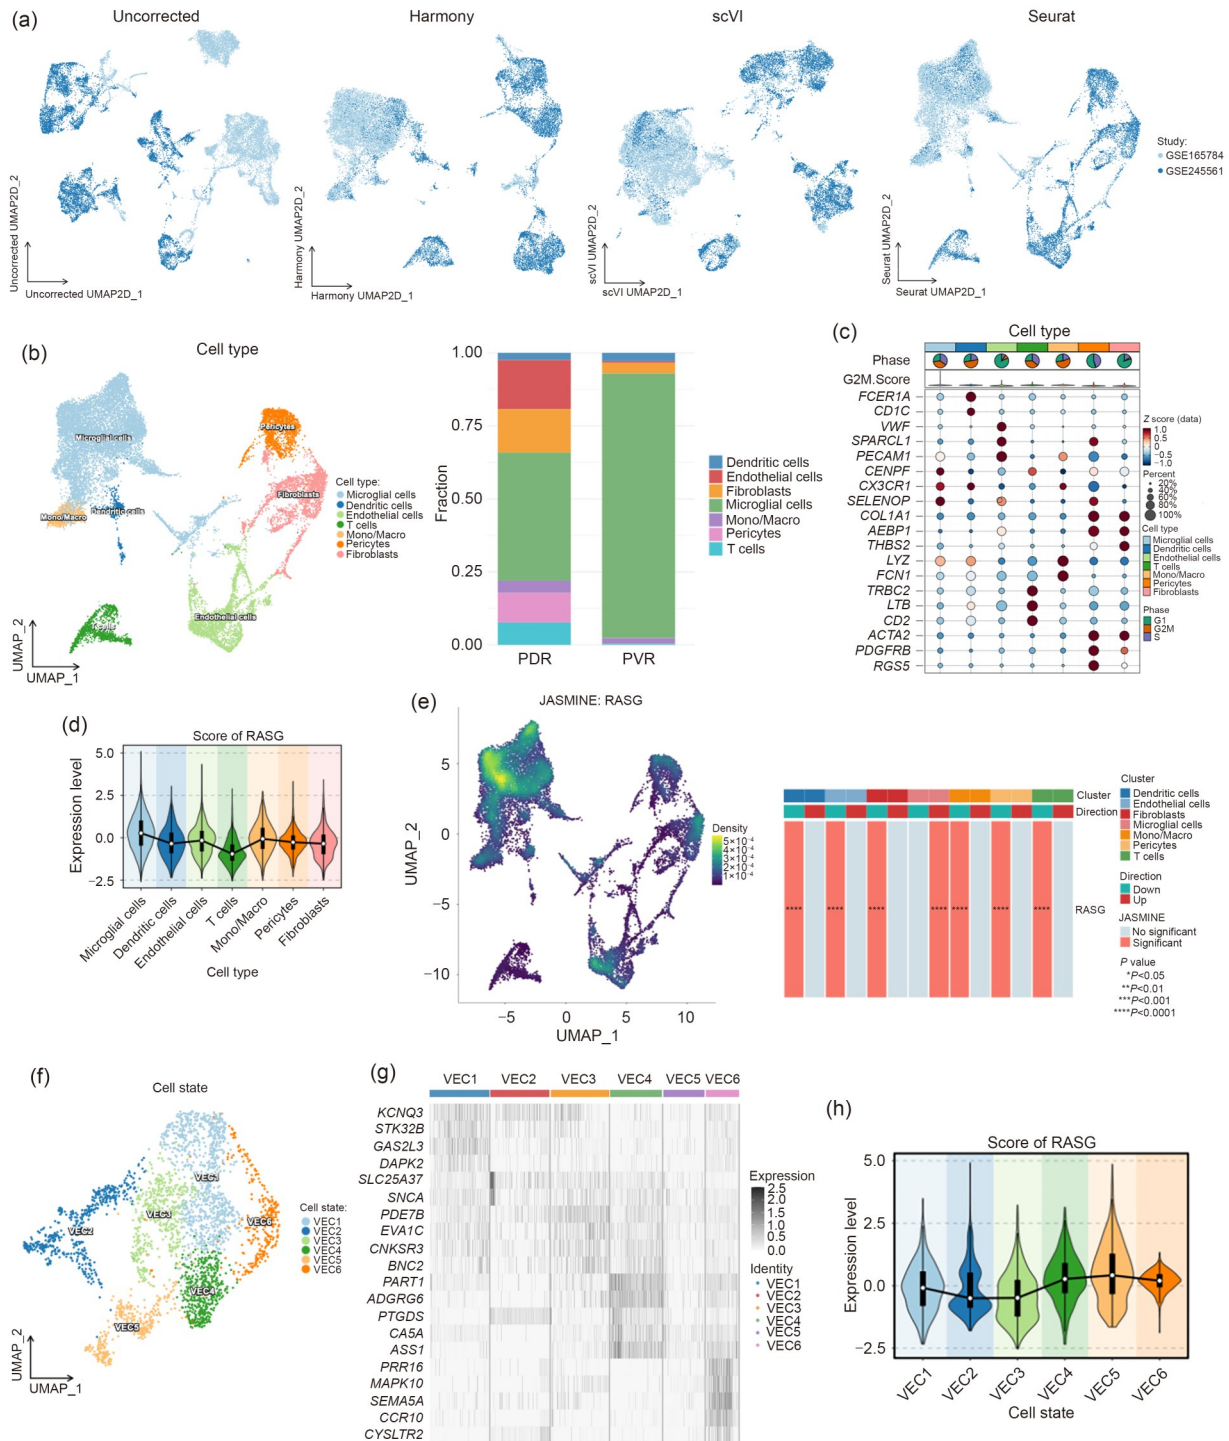 (a)
Uncorrected
Harmony
scVI
Seurat
Uncorrected UMAP2D_2
Uncorrected UMAP2D_1
Harmony UMAP2D_2
Harmony UMAP2D_1
scVI UMAP2D_2
scVI UMAP2D_1
Seurat UMAP2D_2
Seurat UMAP2D_1
Study:
GSE165784
GSE245561
(b)
Cell type
Microglial cells
Pericytes
Mono/Macro
Dendritic cells
Fibroblasts
Endothelial cells
T cells
UMAP_2
UMAP_1
Cell type:
Microglial cells
Dendritic cells
Endothelial cells
T cells
Mono/Macro
Pericytes
Fibroblasts
Fraction
1.00
0.75
0.50
0.25
0.00
PDR
PVR
Dendritic cells
Endothelial cells
Fibroblasts
Microglial cells
Mono/Macro
Pericytes
T cells
(c)
Cell type
Phase
G2M.Score
FCER1A
CD1C
VWF
SPARCL1
PECAM1
CENPF
CX3CR1
SELENOP
COL1A1
AEBP1
THBS2
LYZ
FCN1
TRBC2
LTB
CD2
ACTA2
PDGFRB
RGS5
Z score (data)
1.0
0.5
0.0
−0.5
−1.0
Percent
20%
40%
60%
80%
100%
Cell type
Microglial cells
Dendritic cells
Endothelial cells
T cells
Mono/Macro
Pericytes
Fibroblasts
Phase
G1
G2M
S
(d)
Score of RASG
Expression level
5.0
2.5
0.0
−2.5
Microglial cells
Dendritic cells
Endothelial cells
T cells
Mono/Macro
Pericytes
Fibroblasts
Cell type
(e)
JASMINE: RASG
UMAP_2
5
0
−5
−10
−5
0
5
10
UMAP_1
Density
5×10⁻⁴
4×10⁻⁴
3×10⁻⁴
2×10⁻⁴
1×10⁻⁴
Cluster
Direction
**** **** **** **** **** **** ****
RASG
Cluster
Dendritic cells
Endothelial cells
Fibroblasts
Microglial cells
Mono/Macro
Pericytes
T cells
Direction
Down
Up
JASMINE
No significant
Significant
P value
*P<0.05
**P<0.01
***P<0.001
****P<0.0001
(f)
Cell state
VEC1
VEC2
VEC3
VEC6
VEC4
VEC5
UMAP_2
UMAP_1
Cell state:
VEC1
VEC2
VEC3
VEC4
VEC5
VEC6
(g)
VEC1 VEC2 VEC3 VEC4 VEC5 VEC6
KCNQ3
STK32B
GAS2L3
DAPK2
SLC25A37
SNCA
PDE7B
EVA1C
CNKSR3
BNC2
PART1
ADGRG6
PTGDS
CA5A
ASS1
PRR16
MAPK10
SEMA5A
CCR10
CYSLTR2
Expression
2.5
2.0
1.5
1.0
0.5
0.0
Identity
VEC1
VEC2
VEC3
VEC4
VEC5
VEC6
(h)
Score of RASG
Expression level
5.0
2.5
0.0
−2.5
VEC1
VEC2
VEC3
VEC4
VEC5
VEC6
Cell state